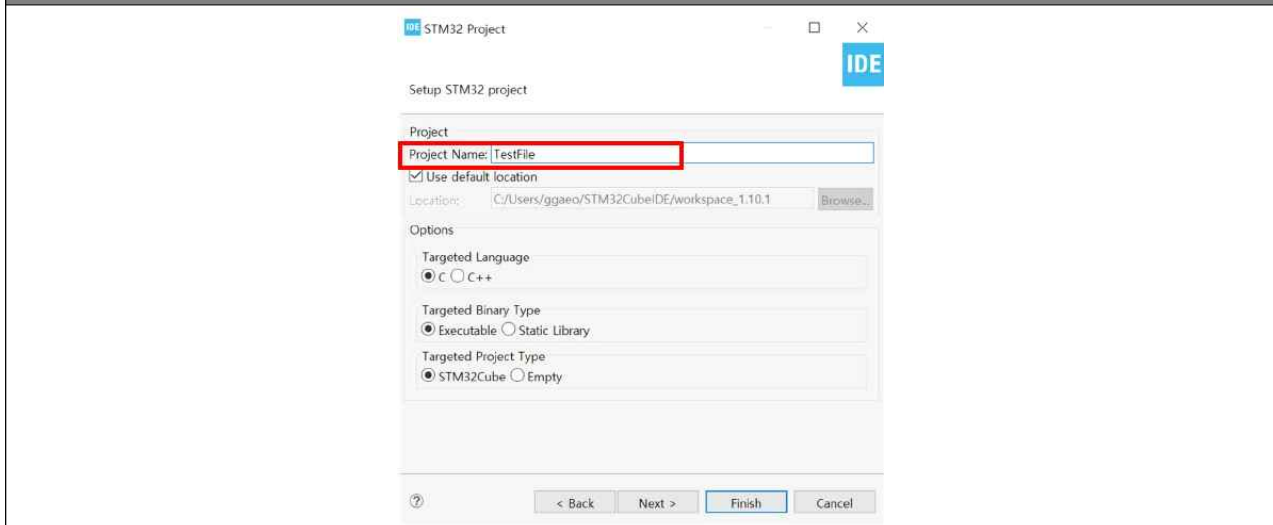 IDE STM32 Project
IDE
Setup STM32 project
Project
Project Name: TestFile
Use default location
Location: C:/Users/ggaeo/STM32CubeIDE/workspace_1.10.1 Browse...
Options
Targeted Language
C C++
Targeted Binary Type
Executable Static Library
Targeted Project Type
STM32Cube Empty
? < Back Next > Finish Cancel